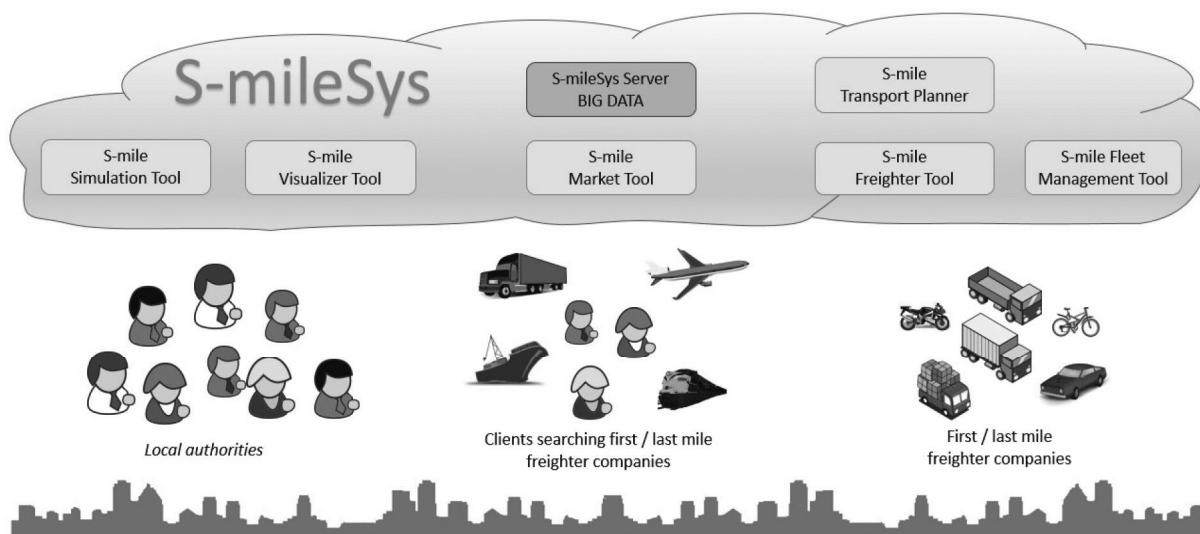 S-mileSys
S-mileSys Server
BIG DATA
S-mile
Transport Planner
S-mile
Simulation Tool
S-mile
Visualizer Tool
S-mile
Market Tool
S-mile
Freighter Tool
S-mile Fleet
Management Tool
Local authorities
Clients searching first / last mile
freighter companies
First / last mile
freighter companies